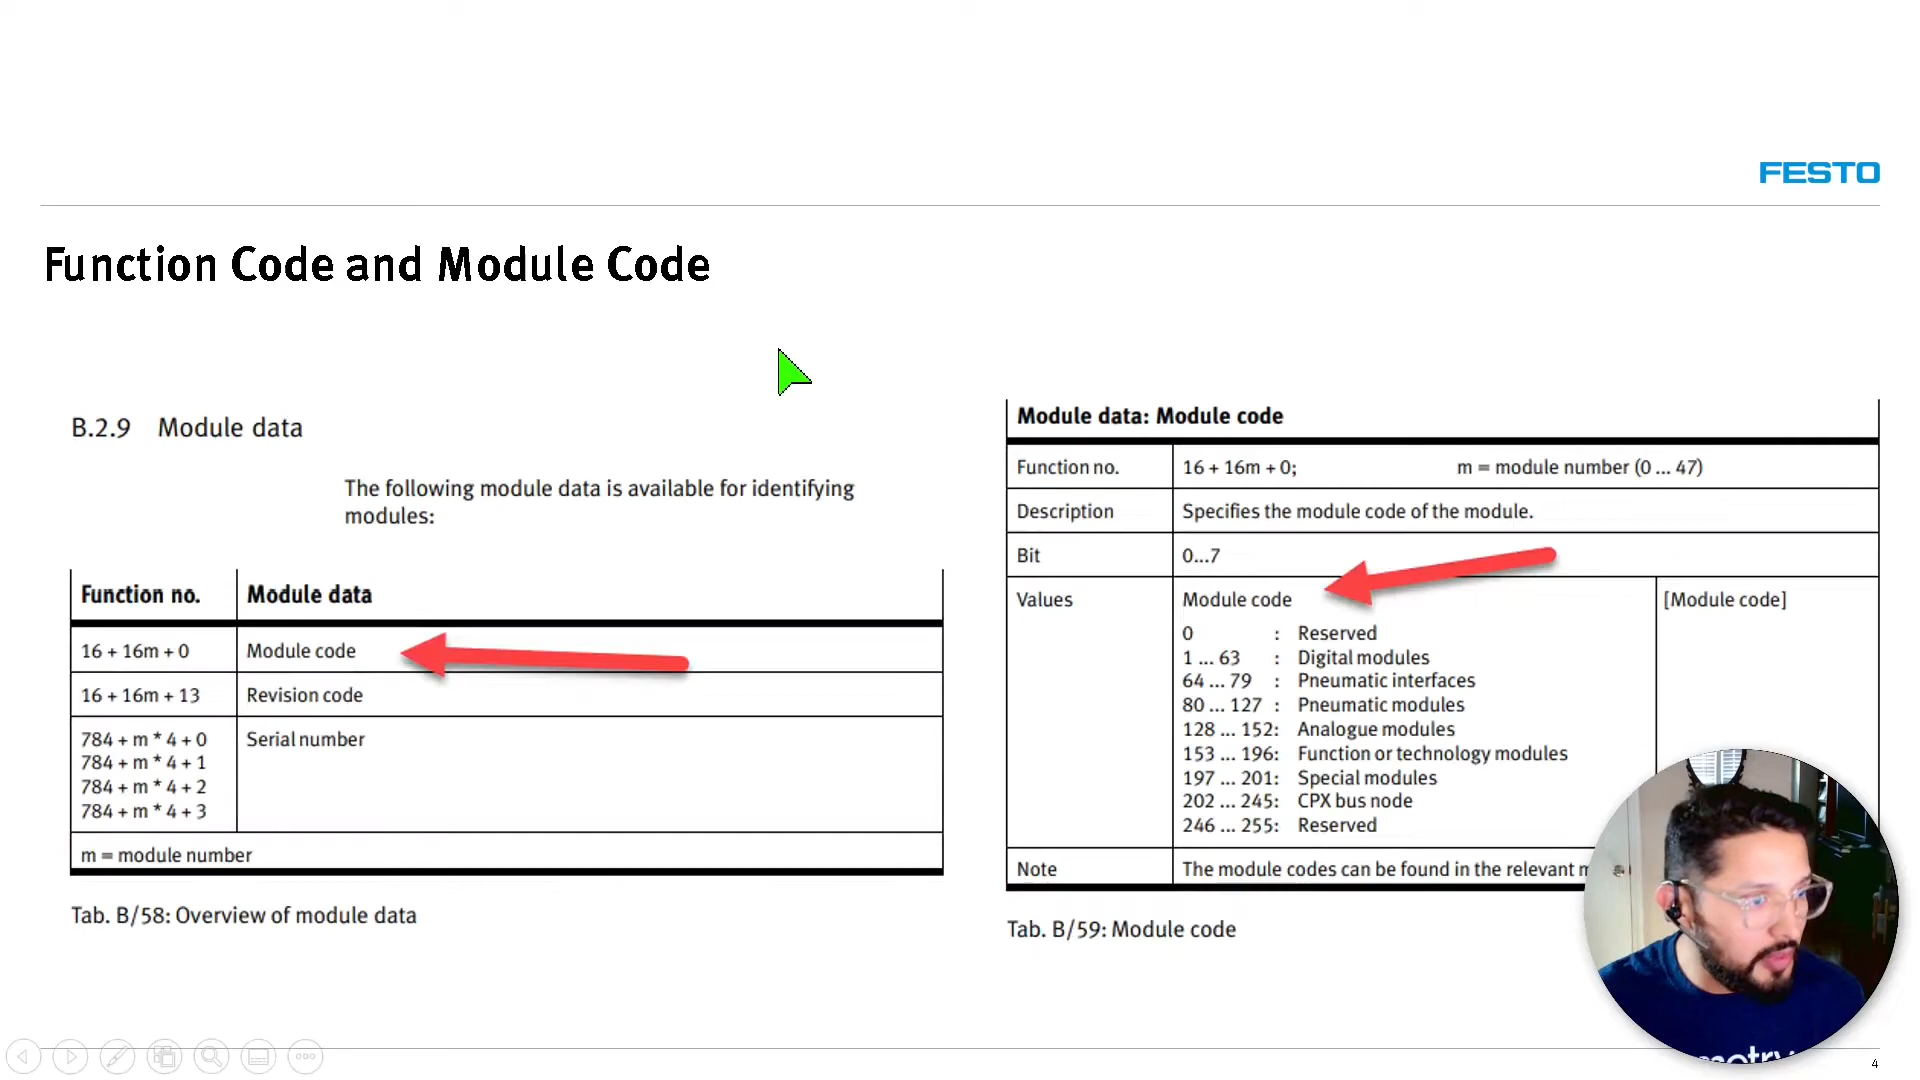 FESTO
Function Code and Module Code
B.2.9 Module data
The following module data is available for identifying
modules:
Function no. Module data
16 + 16m + 0 Module code
16 + 16m + 13 Revision code
784 + m * 4 + 0 Serial number
784 + m * 4 + 1
784 + m * 4 + 2
784 + m * 4 + 3
m = module number
Tab. B/58: Overview of module data
Module data: Module code
Function no. 16 + 16m + 0; m = module number (0 ... 47)
Description Specifies the module code of the module.
Bit 0...7
Values Module code [Module code]
0 : Reserved
1 ... 63 : Digital modules
64 ... 79 : Pneumatic interfaces
80 ... 127 : Pneumatic modules
128 ... 152: Analogue modules
153 ... 196: Function or technology modules
197 ... 201: Special modules
202 ... 245: CPX bus node
246 ... 255: Reserved
Note The module codes can be found in the relevant
Tab. B/59: Module code
4